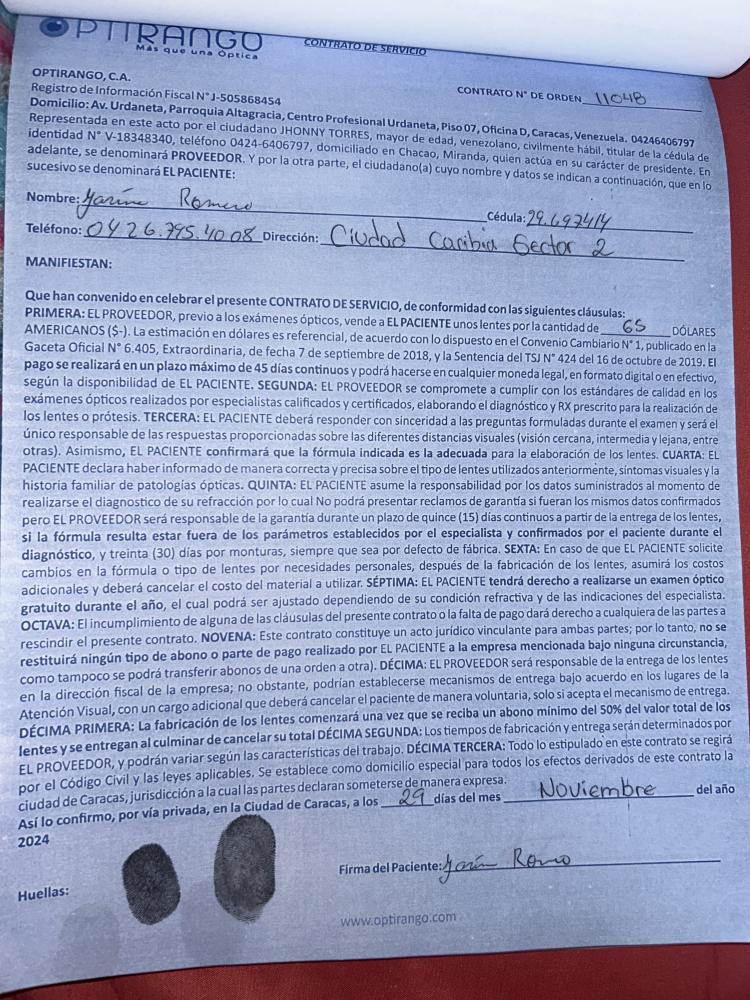 OPTIRANGO
Más que una Óptica
CONTRATO DE SERVICIO
OPTIRANGO, C.A.
CONTRATO N° DE ORDEN 11048
Registro de Información Fiscal N° J-505868454
Domicilio: Av. Urdaneta, Parroquia Altagracia, Centro Profesional Urdaneta, Piso 07, Oficina D, Caracas, Venezuela. 04246406797
Representada en este acto por el ciudadano JHONNY TORRES, mayor de edad, venezolano, civilmente hábil, titular de la cédula de
identidad N° V-18348340, teléfono 0424-6406797, domiciliado en Chacao, Miranda, quien actúa en su carácter de presidente. En
adelante, se denominará PROVEEDOR. Y por la otra parte, el ciudadano(a) cuyo nombre y datos se indican a continuación, que en lo
sucesivo se denominará EL PACIENTE:
Nombre: Romero Cédula: 29.697414
Teléfono: 0426.795.4008 Dirección: Ciudad Caribia Sector 2
MANIFIESTAN:
Que han convenido en celebrar el presente CONTRATO DE SERVICIO, de conformidad con las siguientes cláusulas:
PRIMERA: EL PROVEEDOR, previo a los exámenes ópticos, vende a EL PACIENTE unos lentes por la cantidad de 65 DÓLARES
AMERICANOS ($-). La estimación en dólares es referencial, de acuerdo con lo dispuesto en el Convenio Cambiario N° 1, publicado en la
Gaceta Oficial N° 6.405, Extraordinaria, de fecha 7 de septiembre de 2018, y la Sentencia del TSJ N° 424 del 16 de octubre de 2019. El
pago se realizará en un plazo máximo de 45 días continuos y podrá hacerse en cualquier moneda legal, en formato digital o en efectivo,
según la disponibilidad de EL PACIENTE. SEGUNDA: EL PROVEEDOR se compromete a cumplir con los estándares de calidad en los
exámenes ópticos realizados por especialistas calificados y certificados, elaborando el diagnóstico y RX prescrito para la realización de
los lentes o prótesis. TERCERA: EL PACIENTE deberá responder con sinceridad a las preguntas formuladas durante el examen y será el
único responsable de las respuestas proporcionadas sobre las diferentes distancias visuales (visión cercana, intermedia y lejana, entre
otras). Asimismo, EL PACIENTE confirmará que la fórmula indicada es la adecuada para la elaboración de los lentes. CUARTA: EL
PACIENTE declara haber informado de manera correcta y precisa sobre el tipo de lentes utilizados anteriormente, síntomas visuales y la
historia familiar de patologías ópticas. QUINTA: EL PACIENTE asume la responsabilidad por los datos suministrados al momento de
realizarse el diagnostico de su refracción por lo cual No podrá presentar reclamos de garantía si fueran los mismos datos confirmados
pero EL PROVEEDOR será responsable de la garantía durante un plazo de quince (15) días continuos a partir de la entrega de los lentes,
si la fórmula resulta estar fuera de los parámetros establecidos por el especialista y confirmados por el paciente durante el
diagnóstico, y treinta (30) días por monturas, siempre que sea por defecto de fábrica. SEXTA: En caso de que EL PACIENTE solicite
cambios en la fórmula o tipo de lentes por necesidades personales, después de la fabricación de los lentes, asumirá los costos
adicionales y deberá cancelar el costo del material a utilizar. SÉPTIMA: EL PACIENTE tendrá derecho a realizarse un examen óptico
gratuito durante el año, el cual podrá ser ajustado dependiendo de su condición refractiva y de las indicaciones del especialista.
OCTAVA: El incumplimiento de alguna de las cláusulas del presente contrato o la falta de pago dará derecho a cualquiera de las partes a
rescindir el presente contrato. NOVENA: Este contrato constituye un acto jurídico vinculante para ambas partes; por lo tanto, no se
restituirá ningún tipo de abono o parte de pago realizado por EL PACIENTE a la empresa mencionada bajo ninguna circunstancia,
como tampoco se podrá transferir abonos de una orden a otra). DÉCIMA: EL PROVEEDOR será responsable de la entrega de los lentes
en la dirección fiscal de la empresa; no obstante, podrían establecerse mecanismos de entrega bajo acuerdo en los lugares de la
Atención Visual, con un cargo adicional que deberá cancelar el paciente de manera voluntaria, solo si acepta el mecanismo de entrega.
DÉCIMA PRIMERA: La fabricación de los lentes comenzará una vez que se reciba un abono mínimo del 50% del valor total de los
lentes y se entregan al culminar de cancelar su total DÉCIMA SEGUNDA: Los tiempos de fabricación y entrega serán determinados por
EL PROVEEDOR, y podrán variar según las características del trabajo. DÉCIMA TERCERA: Todo lo estipulado en este contrato se regirá
por el Código Civil y las leyes aplicables. Se establece como domicilio especial para todos los efectos derivados de este contrato la
ciudad de Caracas, jurisdicción a la cual las partes declaran someterse de manera expresa.
Así lo confirmo, por vía privada, en la Ciudad de Caracas, a los 29 días del mes Noviembre del año
2024
Firma del Paciente:
Huellas:
www.optirango.com